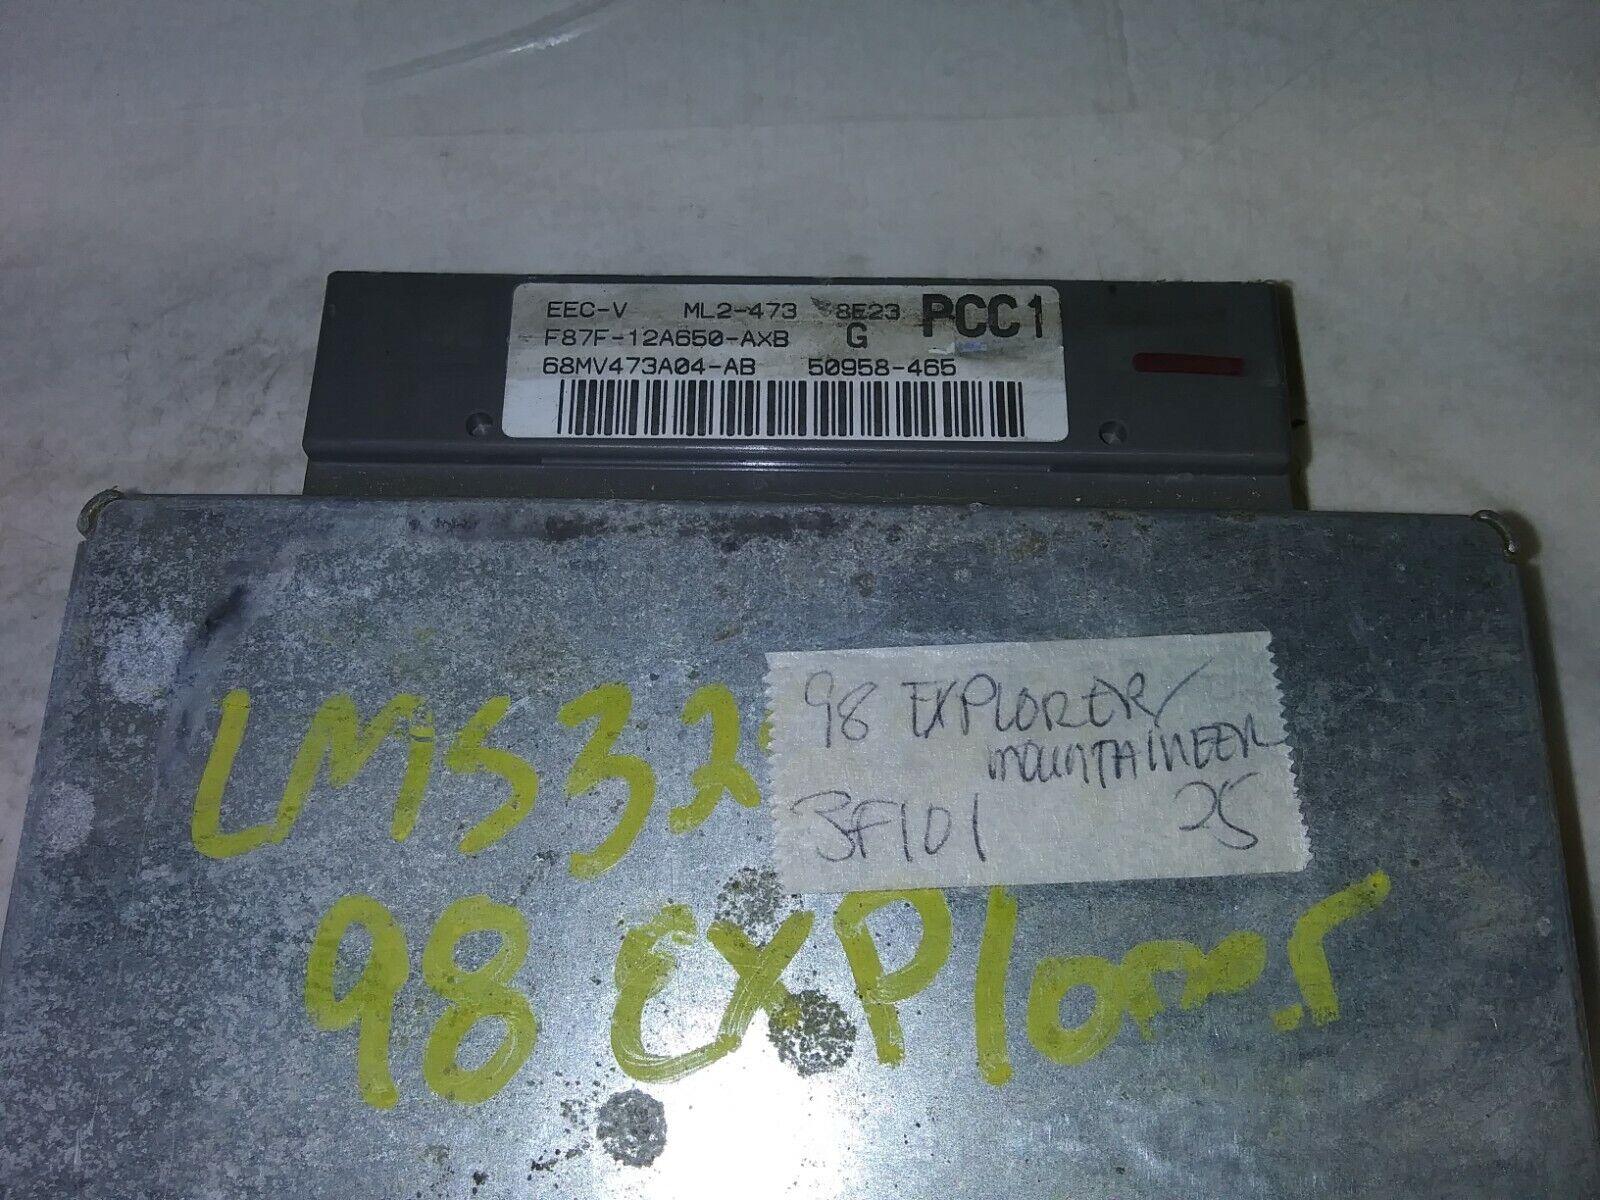 EEC-V ML2-473 8E23 PCC1
F87F-12A650-AXB G
68MV473A04-AB 50958-465
LMS32
98 EXPLORER/
MOUNTAINEER
3F101 25
98 EXPlorer